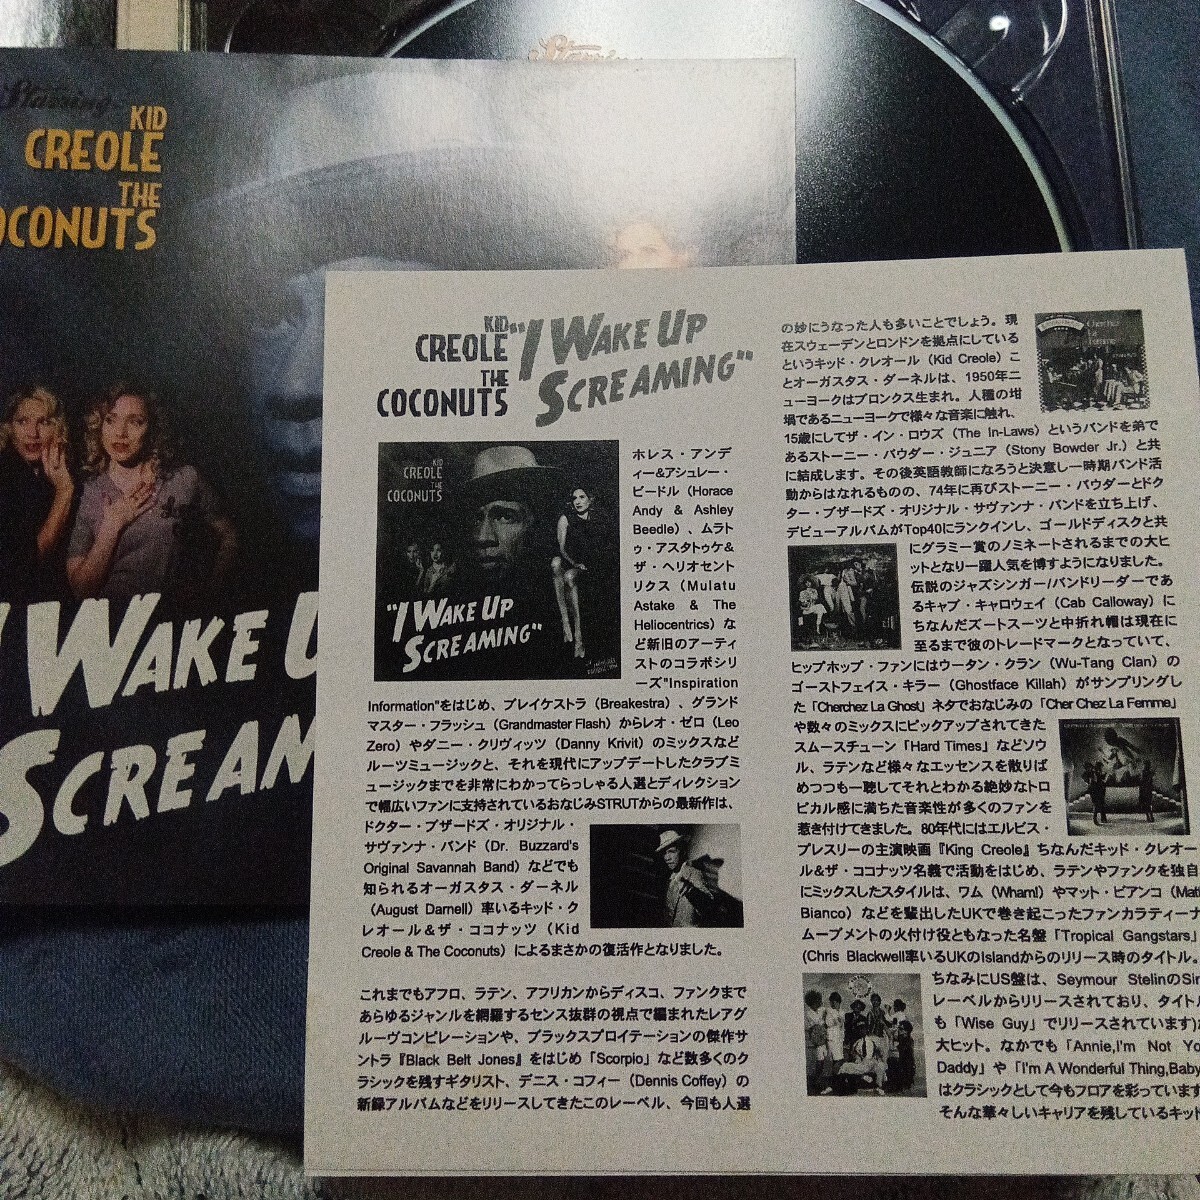 Starring
KID
CREOLE
THE
COCONUTS
"I WAKE UP
SCREAMING
Starring
KID
CREOLE
THE
COCONUTS
"I WAKE UP
SCREAMING"
KID
CREOLE
THE
COCONUTS
"I WAKE UP
SCREAMING"
ホレス・アンデ
ィー&アシュレー・
ビードル（Horace
Andy & Ashley
Beedle）、ムラト
ゥ・アスタトゥケ&
ザ・ヘリオセント
リクス（Mulatu
Astake & The
Heliocentrics）な
ど新旧のアーティ
ストのコラボシリ
ーズ"Inspiration
Information"をはじめ、ブレイケストラ（Breakestra）、グランド
マスター・フラッシュ（Grandmaster Flash）からレオ・ゼロ（Leo
Zero）やダニー・クリヴィッツ（Danny Krivit）のミックスなど
ルーツミュージックと、それを現代にアップデートしたクラブミ
ュージックまでを非常にわかってらっしゃる人選とディレクション
で幅広いファンに支持されているおなじみSTRUTからの最新作は、
ドクター・ブザードズ・オリジナル・
サヴァンナ・バンド（Dr. Buzzard's
Original Savannah Band）などでも
知られるオーガスタス・ダーネル
（August Darnell）率いるキッド・ク
レオール&ザ・ココナッツ（Kid
Creole & The Coconuts）によるまさかの復活作となりました。
これまでもアフロ、ラテン、アフリカンからディスコ、ファンクまで
あらゆるジャンルを網羅するセンス抜群の視点で編まれたレアグ
ルーヴコンピレーションや、ブラックスプロイテーションの傑作サ
ントラ『Black Belt Jones』をはじめ「Scorpio」など数多くのク
ラシックを残すギタリスト、デニス・コフィー（Dennis Coffey）の
新録アルバムなどをリリースしてきたこのレーベル、今回も人選
の妙にうなった人も多いことでしょう。現
在スウェーデンとロンドンを拠点にしている
というキッド・クレオール（Kid Creole）こ
とオーガスタス・ダーネルは、1950年ニ
ューヨークはブロンクス生まれ。人種の坩
堝であるニューヨークで様々な音楽に触れ、
15歳にしてザ・イン・ロウズ（The In-Laws）というバンドを弟で
あるストーニー・バウダー・ジュニア（Stony Bowder Jr.）と共
に結成します。その後英語教師になろうと決意し一時期バンド活
動からはなれるものの、74年に再びストーニー・バウダーとドク
ター・ブザードズ・オリジナル・サヴァンナ・バンドを立ち上げ、
デビューアルバムがTop40にランクインし、ゴールドディスクと共
にグラミー賞のノミネートされるまでの大ヒ
ットとなり一躍人気を博すようになりました。
伝説のジャズシンガー/バンドリーダーであ
るキャブ・キャロウェイ（Cab Calloway）に
ちなんだズートスーツと中折れ帽は現在に
至るまで彼のトレードマークとなっていて、
ヒップホップ・ファンにはウータン・クラン（Wu-Tang Clan）の
ゴーストフェイス・キラー（Ghostface Killah）がサンプリングし
た「Cherchez La Ghost」ネタでおなじみの「Cher Chez La Femme」
や数々のミックスにピックアップされてきた
スムースチューン「Hard Times」などソウ
ル、ラテンなど様々なエッセンスを散りば
めつつも一聴してそれとわかる絶妙なトロ
ピカル感に満ちた音楽性が多くのファンを
惹き付けてきました。80年代にはエルビス・
プレスリーの主演映画『King Creole』ちなんだキッド・クレオー
ル&ザ・ココナッツ名義で活動をはじめ、ラテンやファンクを独自
にミックスしたスタイルは、ワム（Wham!）やマット・ビアンコ（Matt
Bianco）などを輩出したUKで巻き起こったファンカラティーナ
ムーブメントの火付け役ともなった名盤「Tropical Gangstars」
(Chris Blackwell率いるUKのIslandからのリリース時のタイトル。
ちなみにUS盤は、Seymour StelinのSir
レーベルからリリースされており、タイトル
も「Wise Guy」でリリースされています)が
大ヒット。なかでも「Annie,I'm Not Yo
Daddy」や「I'm A Wonderful Thing,Baby
はクラシックとして今もフロアを彩っています
そんな華々しいキャリアを残しているキッド